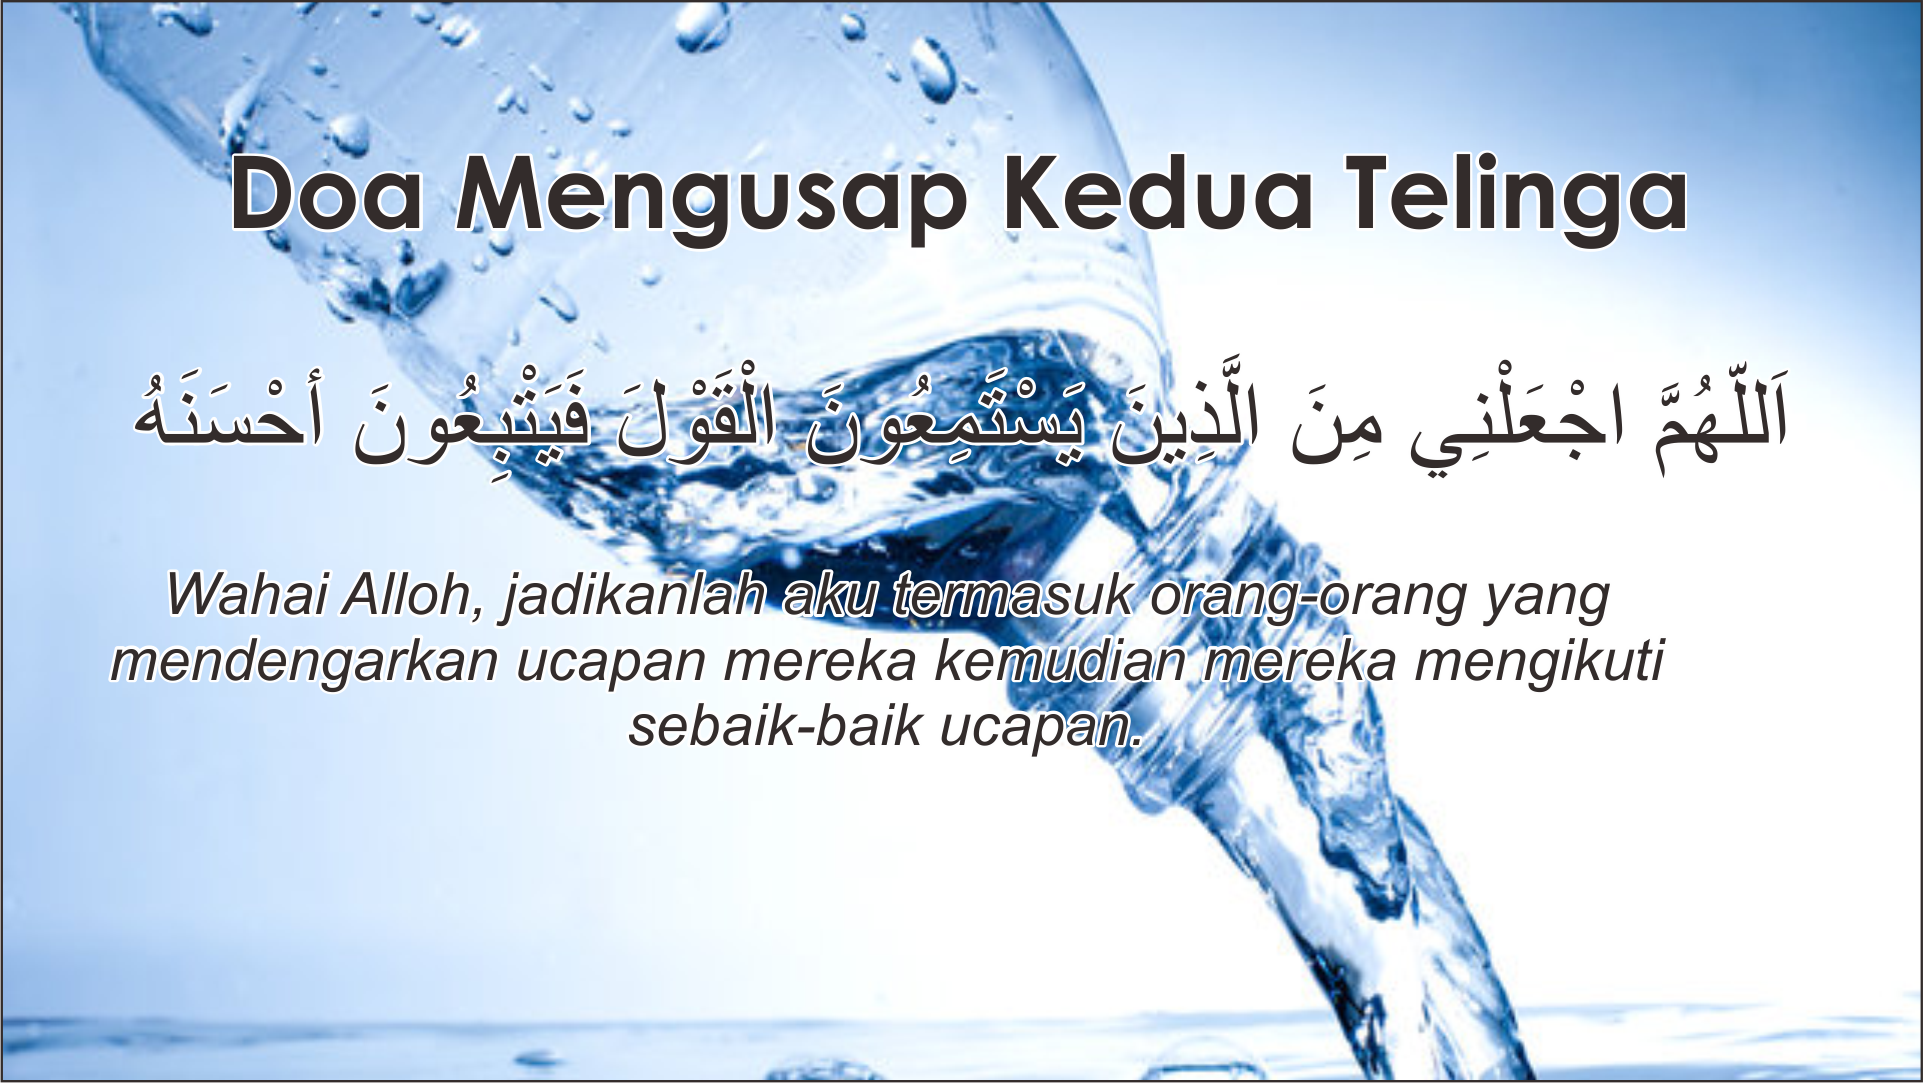 Doa Mengusap Kedua Telinga
اَللّهُمَّ اجْعَلْنِي مِنَ الَّذِينَ يَسْتَمِعُونَ الْقَوْلَ فَيَتْبِعُونَ أحْسَنَهُ
Wahai Alloh, jadikanlah aku termasuk orang-orang yang
mendengarkan ucapan mereka kemudian mereka mengikuti
sebaik-baik ucapan.